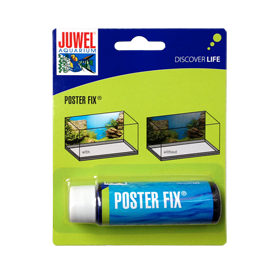 JUWEL
AQUARIUM
DISCOVER LIFE
POSTER FIX®
with
without
POSTER FIX®